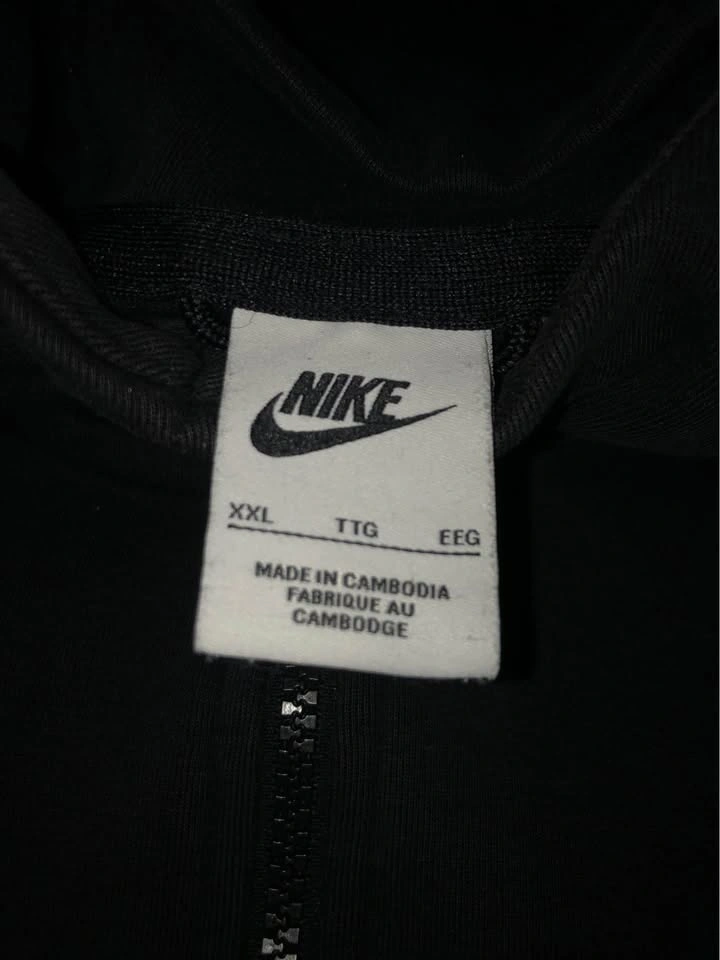 NIKE
XXL TTG EEG
MADE IN CAMBODIA
FABRIQUE AU
CAMBODGE